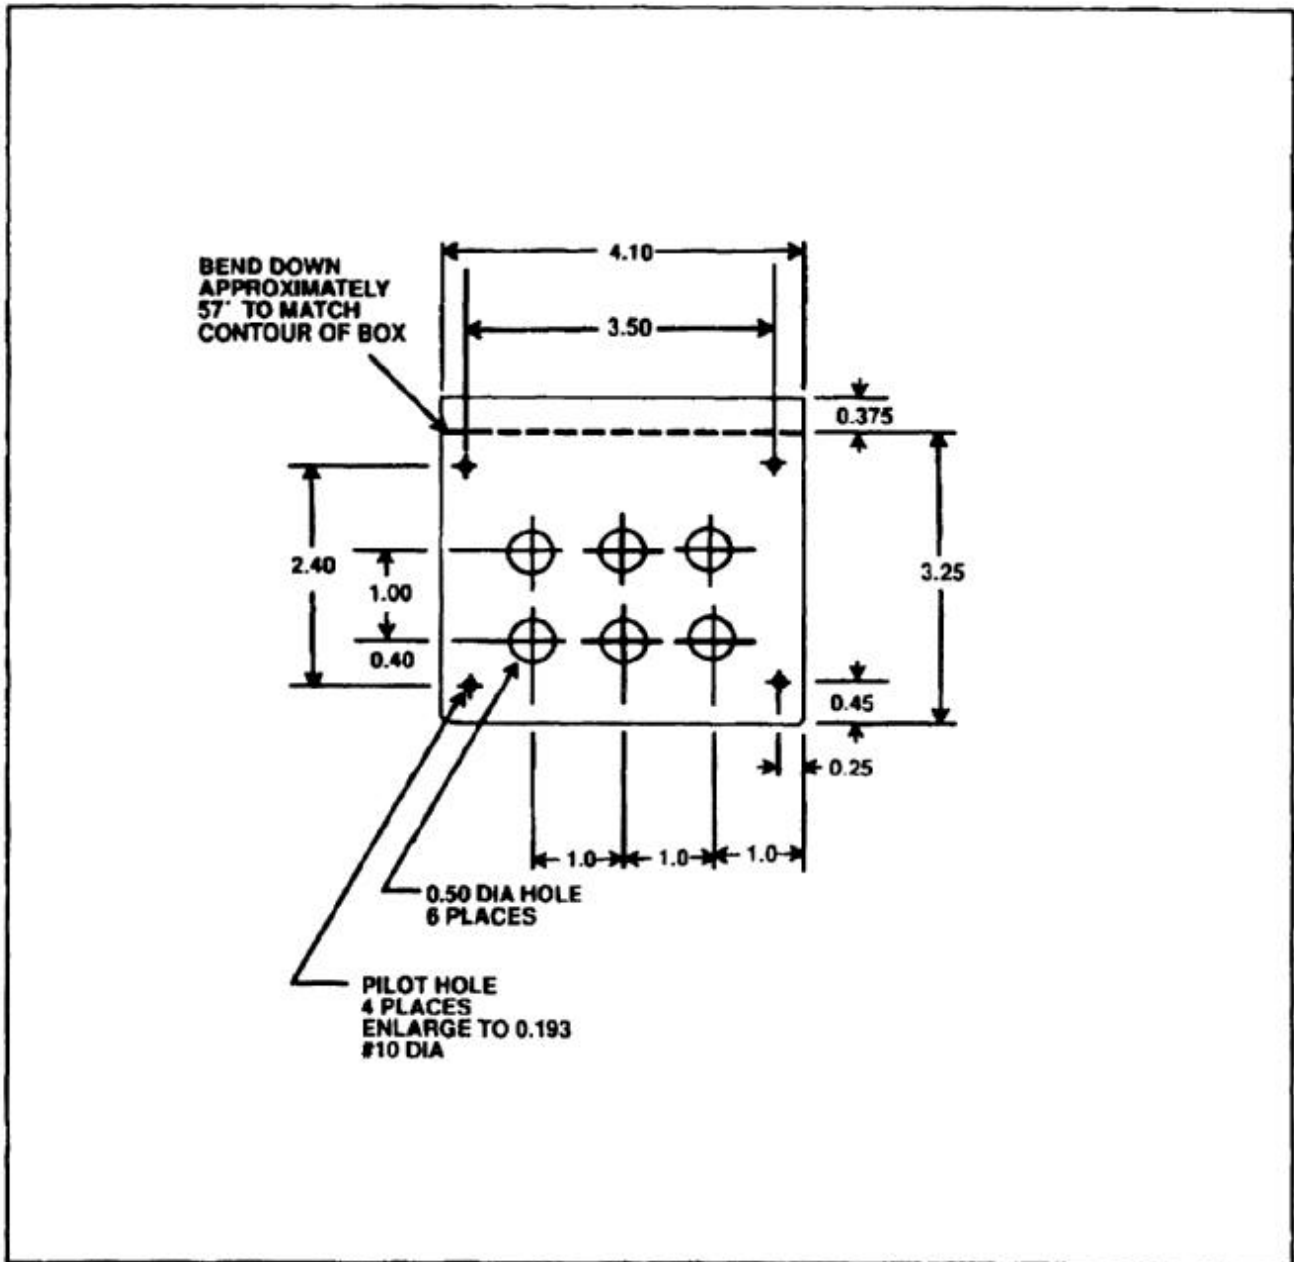 4.10
BEND DOWN
APPROXIMATELY
57° TO MATCH
CONTOUR OF BOX
3.50
0.375
2.40
1.00
3.25
0.40
0.45
0.25
1.0
1.0
1.0
0.50 DIA HOLE
6 PLACES
PILOT HOLE
4 PLACES
ENLARGE TO 0.193
#10 DIA